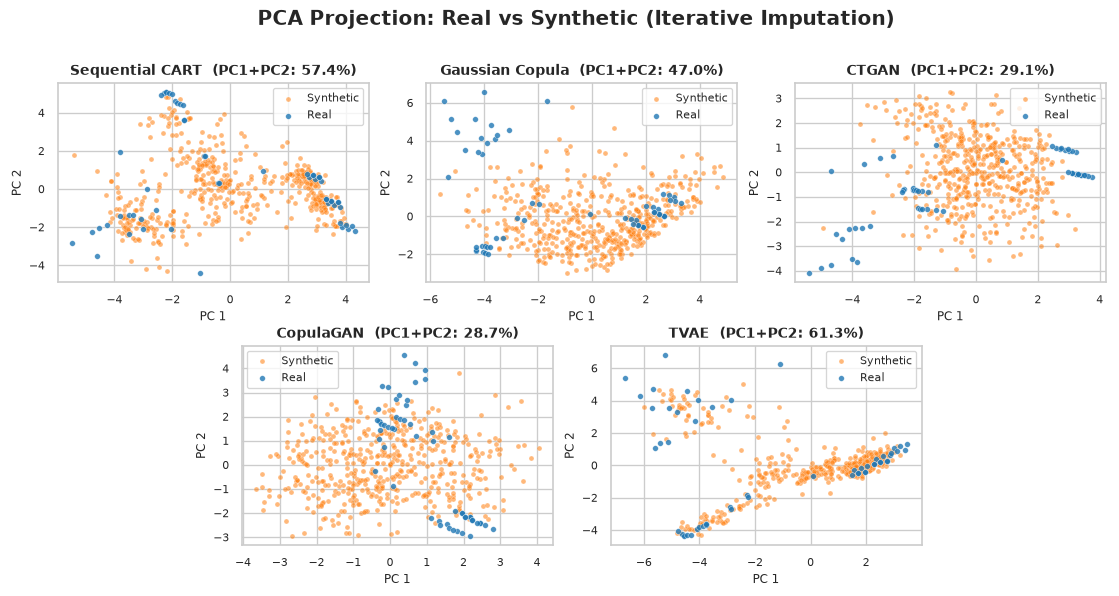 PCA Projection: Real vs Synthetic (Iterative Imputation)
Sequential CART (PC1+PC2: 57.4%)
Synthetic
Real
PC 2
4
2
0
−2
−4
−4
−2
0
2
4
PC 1
Gaussian Copula (PC1+PC2: 47.0%)
Synthetic
Real
PC 2
6
4
2
0
−2
−6
−4
−2
0
2
4
PC 1
CTGAN (PC1+PC2: 29.1%)
Synthetic
Real
PC 2
3
2
1
0
−1
−2
−3
−4
−4
−2
0
2
4
PC 1
CopulaGAN (PC1+PC2: 28.7%)
Synthetic
Real
PC 2
4
3
2
1
0
−1
−2
−3
−4
−3
−2
−1
0
1
2
3
4
PC 1
TVAE (PC1+PC2: 61.3%)
Synthetic
Real
PC 2
6
4
2
0
−2
−4
−6
−4
−2
0
2
PC 1